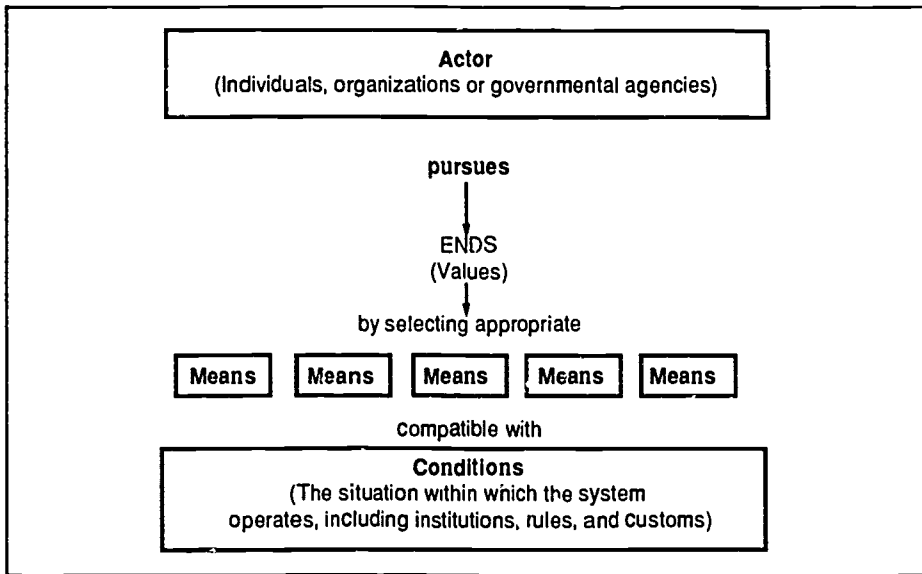 Actor
(Individuals, organizations or governmental agencies)
pursues
ENDS
(Values)
by selecting appropriate
Means Means Means Means Means
compatible with
Conditions
(The situation within which the system
operates, including institutions, rules, and customs)